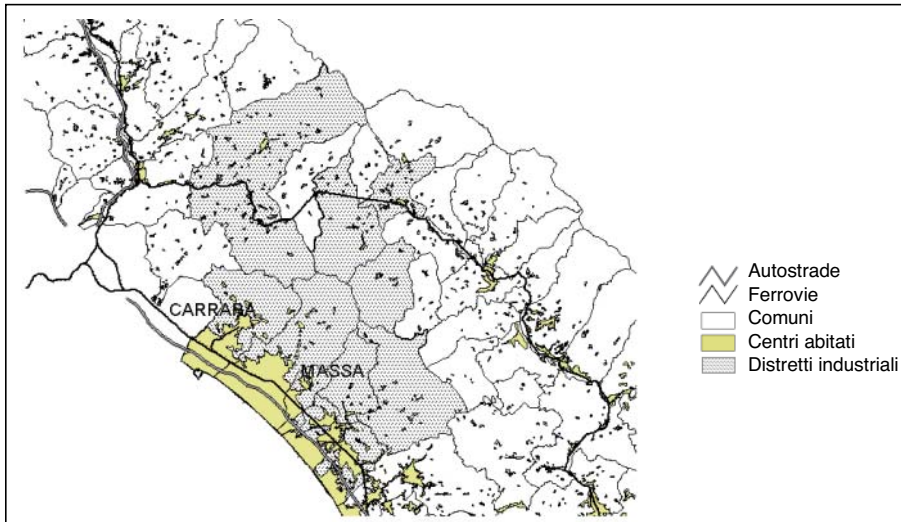 CARRARA
MASSA
Autostrade
Ferrovie
Comuni
Centri abitati
Distretti industriali